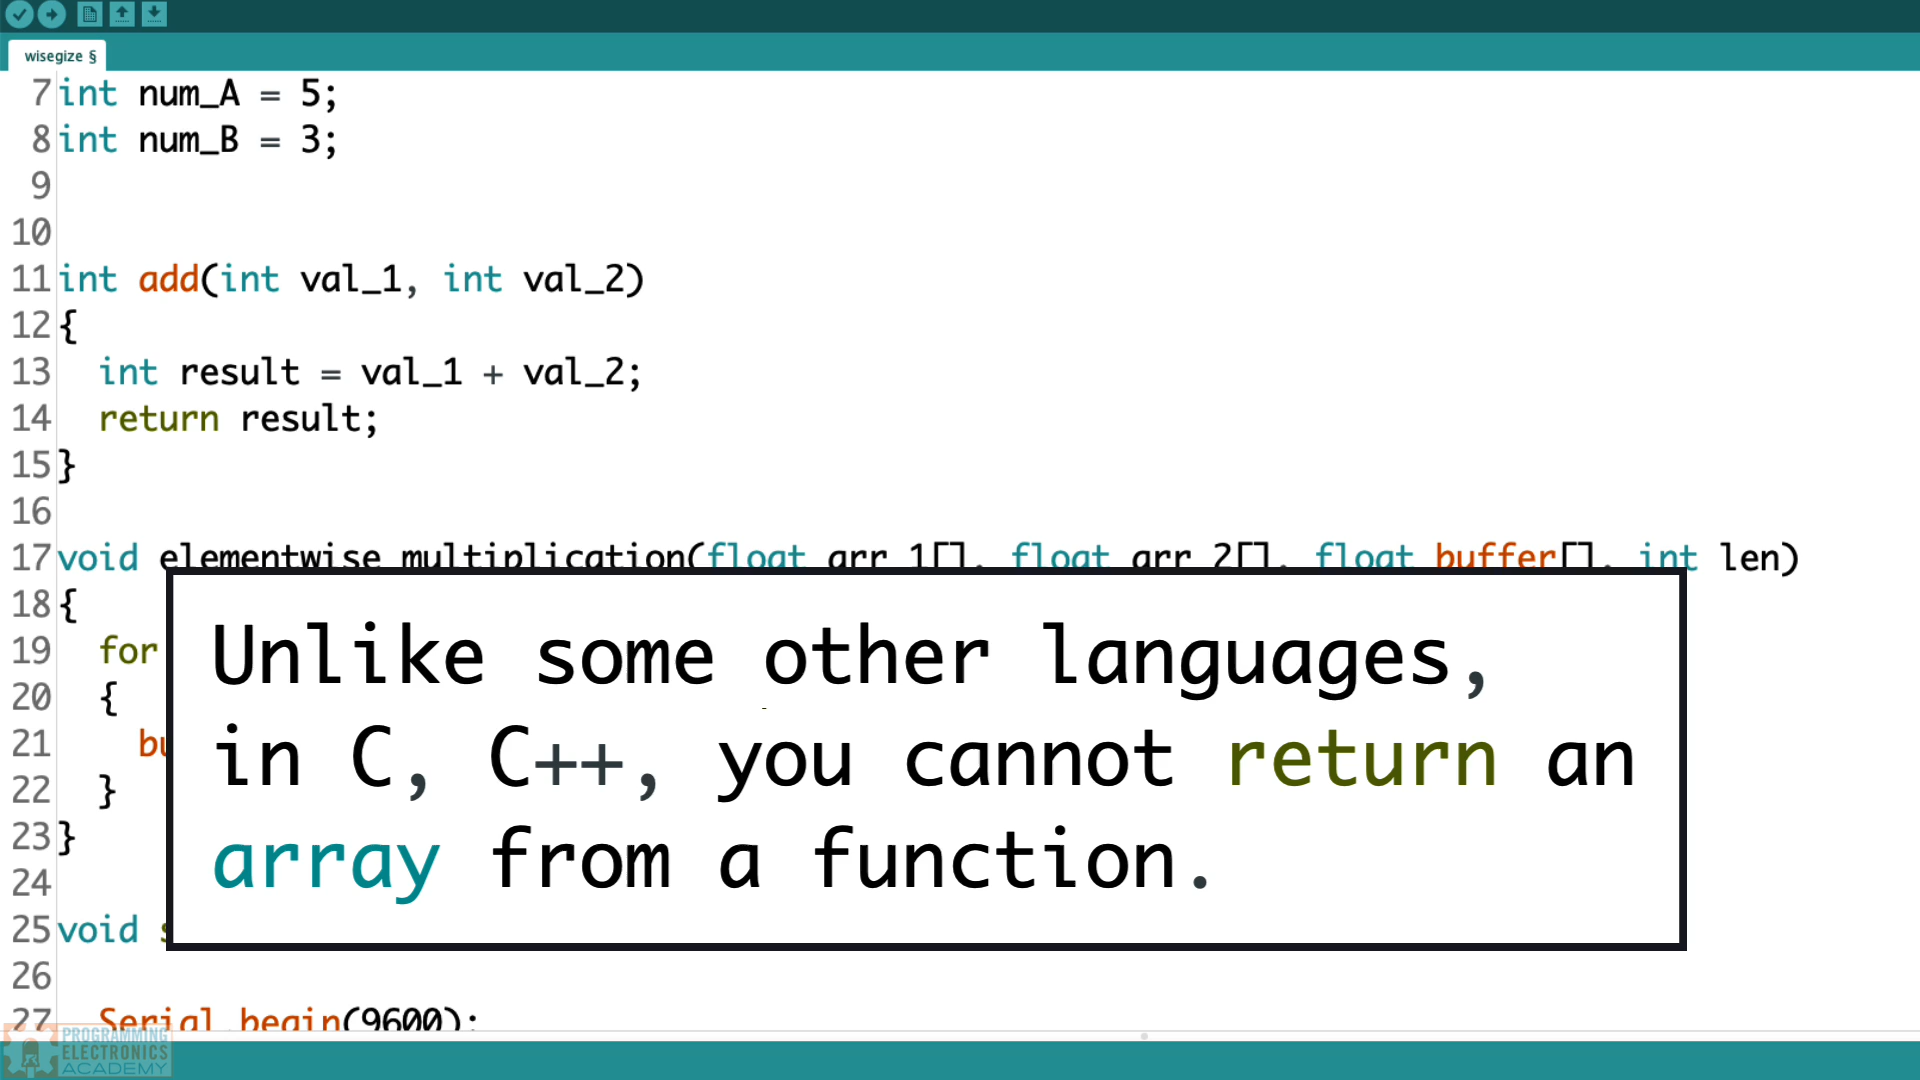 wisegize §
7 int num_A = 5;
8 int num_B = 3;
9
10
11 int add(int val_1, int val_2)
12 {
13 int result = val_1 + val_2;
14 return result;
15 }
16
17 void elementwise_multiplication(float arr_1[], float arr_2[], float buffer[], int len)
18 {
19 for
20 {
21 bu
22 }
23 }
24
25 void s
26
27 Serial.begin(9600);
Unlike some other languages,
in C, C++, you cannot return an
array from a function.
PROGRAMMING
ELECTRONICS
ACADEMY